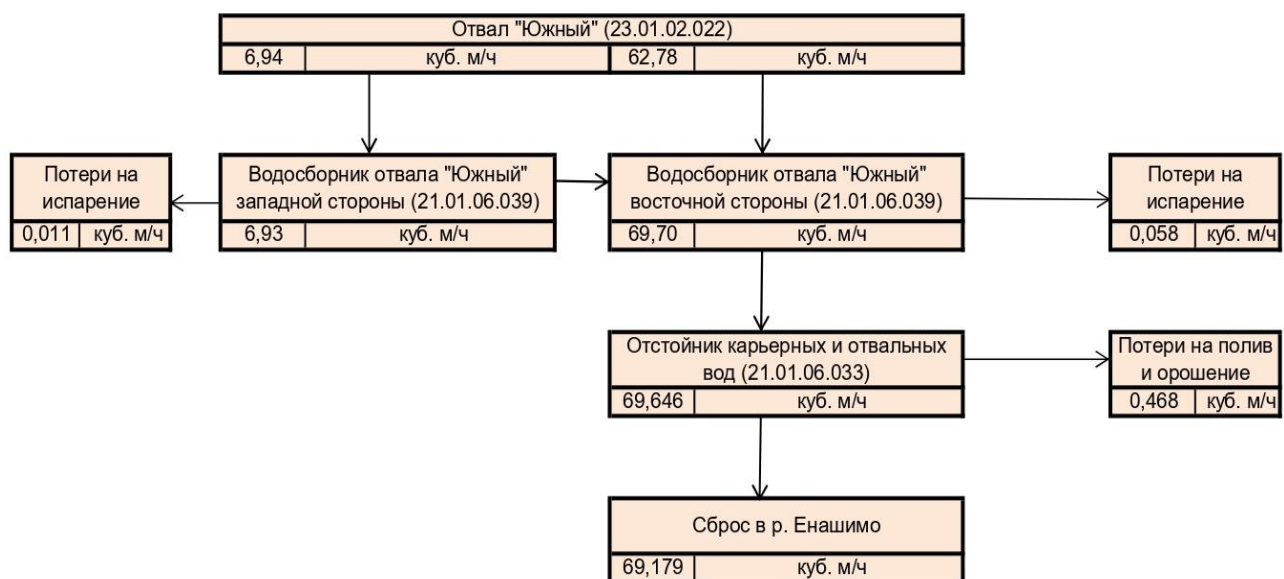 Отвал "Южный" (23.01.02.022)
6,94 куб. м/ч 62,78 куб. м/ч
Потери на
испарение
0,011 куб. м/ч
Водосборник отвала "Южный"
западной стороны (21.01.06.039)
6,93 куб. м/ч
Водосборник отвала "Южный"
восточной стороны (21.01.06.039)
69,70 куб. м/ч
Потери на
испарение
0,058 куб. м/ч
Отстойник карьерных и отвальных
вод (21.01.06.033)
69,646 куб. м/ч
Потери на полив
и орошение
0,468 куб. м/ч
Сброс в р. Енашимо
69,179 куб. м/ч